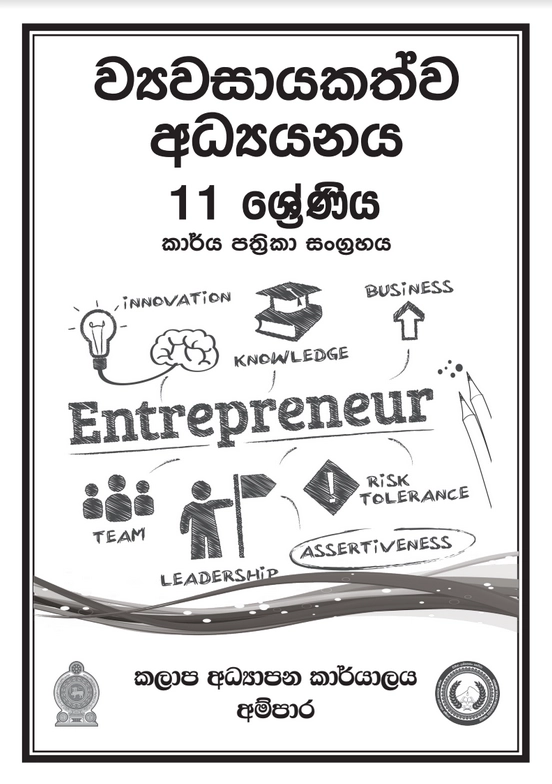 ව්‍යවසායකත්ව
අධ්‍යයනය
11 ශ්‍රේණිය
කාර්ය පත්‍රිකා සංග්‍රහය
INNOVATION
BUSINESS
KNOWLEDGE
Entrepreneur
RISK
TOLERANCE
TEAM
ASSERTIVENESS
LEADERSHIP
කලාප අධ්‍යාපන කාර්යාලය
අම්පාර